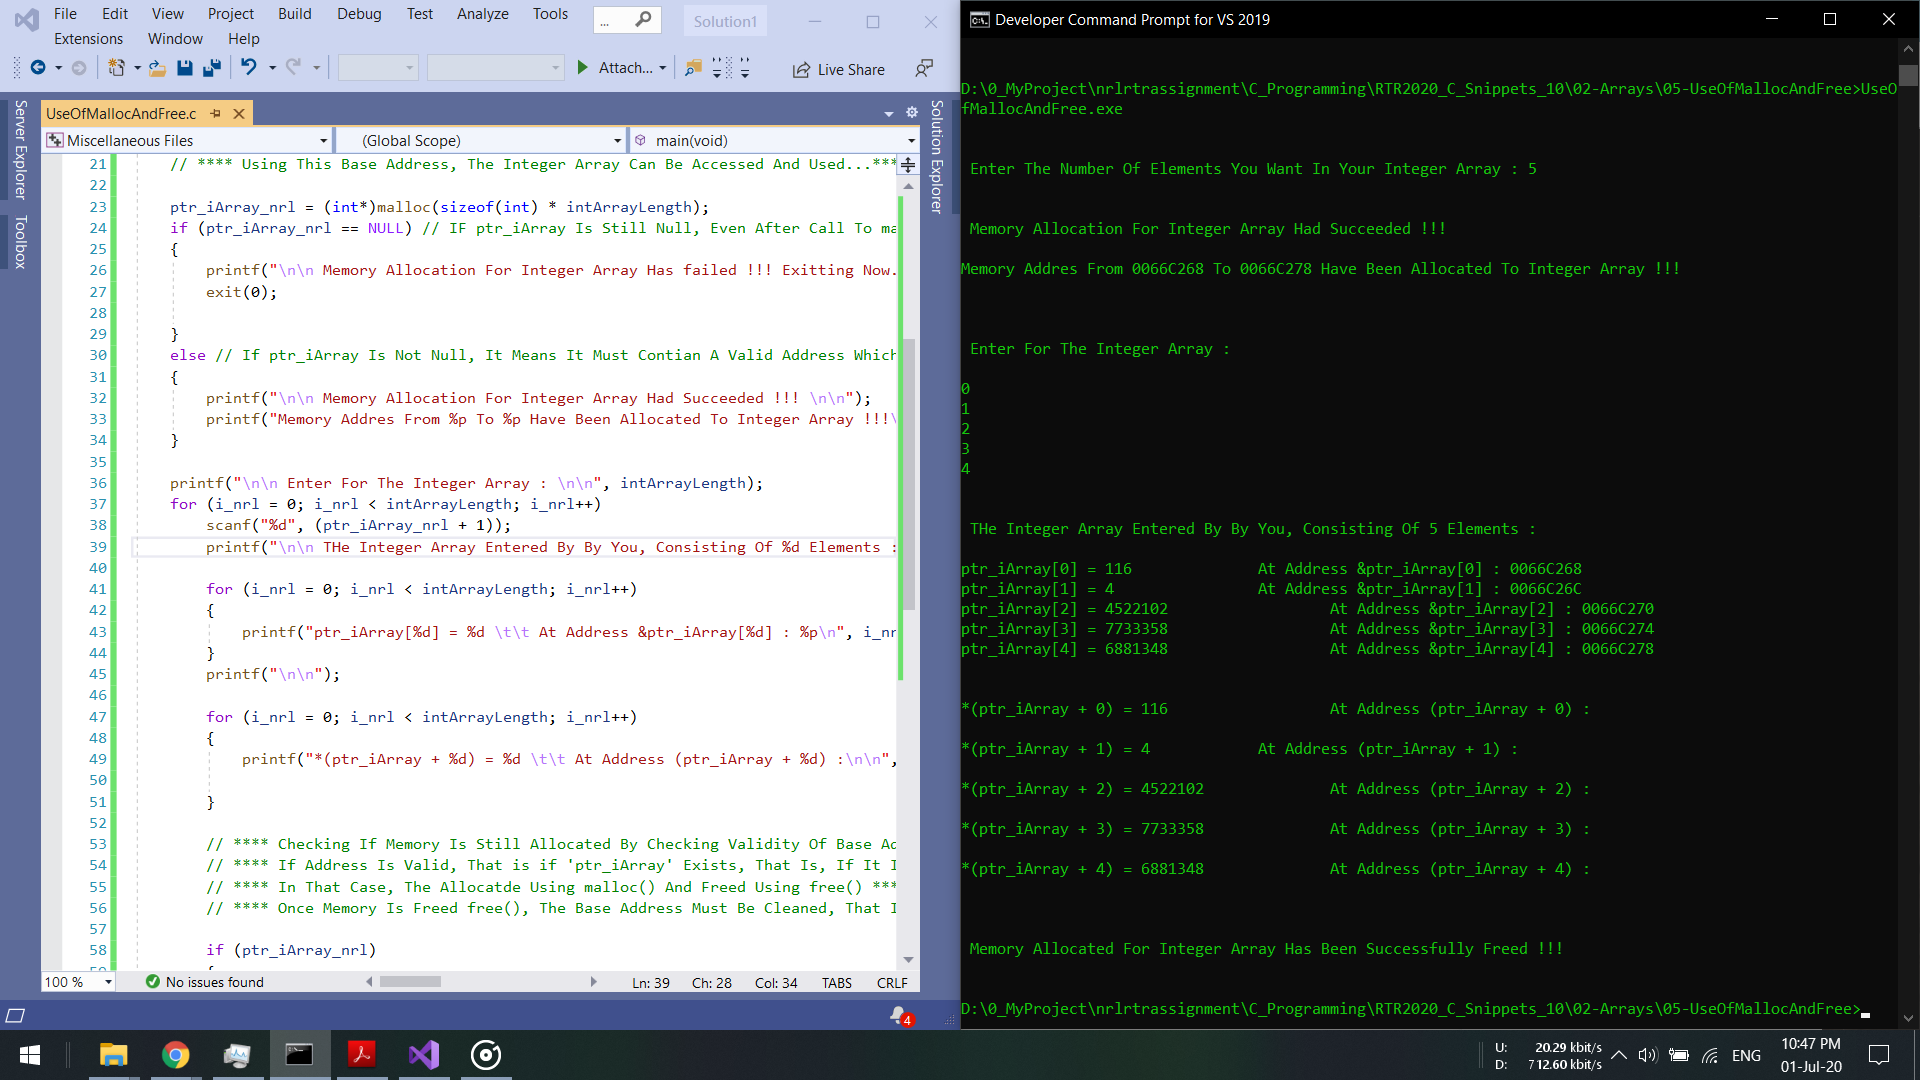 File Edit View Project Build Debug Test Analyze Tools ... Solution1
Extensions Window Help
Attach... Live Share
Server Explorer
Toolbox
Solution Explorer
UseOfMallocAndFree.c
Miscellaneous Files (Global Scope) main(void)
21 // **** Using This Base Address, The Integer Array Can Be Accessed And Used...***
22
23 ptr_iArray_nrl = (int*)malloc(sizeof(int) * intArrayLength);
24 if (ptr_iArray_nrl == NULL) // IF ptr_iArray Is Still Null, Even After Call To ma
25 {
26 printf("\n\n Memory Allocation For Integer Array Has failed !!! Exitting Now.
27 exit(0);
28
29 }
30 else // If ptr_iArray Is Not Null, It Means It Must Contian A Valid Address Which
31 {
32 printf("\n\n Memory Allocation For Integer Array Had Succeeded !!! \n\n");
33 printf("Memory Addres From %p To %p Have Been Allocated To Integer Array !!!\
34 }
35
36 printf("\n\n Enter For The Integer Array : \n\n", intArrayLength);
37 for (i_nrl = 0; i_nrl < intArrayLength; i_nrl++)
38 scanf("%d", (ptr_iArray_nrl + 1));
39 printf("\n\n THe Integer Array Entered By By You, Consisting Of %d Elements :
40
41 for (i_nrl = 0; i_nrl < intArrayLength; i_nrl++)
42 {
43 printf("ptr_iArray[%d] = %d \t\t At Address &ptr_iArray[%d] : %p\n", i_nr
44 }
45 printf("\n\n");
46
47 for (i_nrl = 0; i_nrl < intArrayLength; i_nrl++)
48 {
49 printf("*(ptr_iArray + %d) = %d \t\t At Address (ptr_iArray + %d) :\n\n",
50
51 }
52
53 // **** Checking If Memory Is Still Allocated By Checking Validity Of Base Ad
54 // **** If Address Is Valid, That is if 'ptr_iArray' Exists, That Is, If It I
55 // **** In That Case, The Allocatde Using malloc() And Freed Using free() ***
56 // **** Once Memory Is Freed free(), The Base Address Must Be Cleaned, That I
57
58 if (ptr_iArray_nrl)
100 % No issues found Ln: 39 Ch: 28 Col: 34 TABS CRLF
4
Developer Command Prompt for VS 2019
D:\0_MyProject\nrlrtrassignment\C_Programming\RTR2020_C_Snippets_10\02-Arrays\05-UseOfMallocAndFree>UseO
fMallocAndFree.exe
Enter The Number Of Elements You Want In Your Integer Array : 5
Memory Allocation For Integer Array Had Succeeded !!!
Memory Addres From 0066C268 To 0066C278 Have Been Allocated To Integer Array !!!
Enter For The Integer Array :
0
1
2
3
4
THe Integer Array Entered By By You, Consisting Of 5 Elements :
ptr_iArray[0] = 116 At Address &ptr_iArray[0] : 0066C268
ptr_iArray[1] = 4 At Address &ptr_iArray[1] : 0066C26C
ptr_iArray[2] = 4522102 At Address &ptr_iArray[2] : 0066C270
ptr_iArray[3] = 7733358 At Address &ptr_iArray[3] : 0066C274
ptr_iArray[4] = 6881348 At Address &ptr_iArray[4] : 0066C278
*(ptr_iArray + 0) = 116 At Address (ptr_iArray + 0) :
*(ptr_iArray + 1) = 4 At Address (ptr_iArray + 1) :
*(ptr_iArray + 2) = 4522102 At Address (ptr_iArray + 2) :
*(ptr_iArray + 3) = 7733358 At Address (ptr_iArray + 3) :
*(ptr_iArray + 4) = 6881348 At Address (ptr_iArray + 4) :
Memory Allocated For Integer Array Has Been Successfully Freed !!!
D:\0_MyProject\nrlrtrassignment\C_Programming\RTR2020_C_Snippets_10\02-Arrays\05-UseOfMallocAndFree>
U: 20.29 kbit/s
D: 712.60 kbit/s
ENG
10:47 PM
01-Jul-20